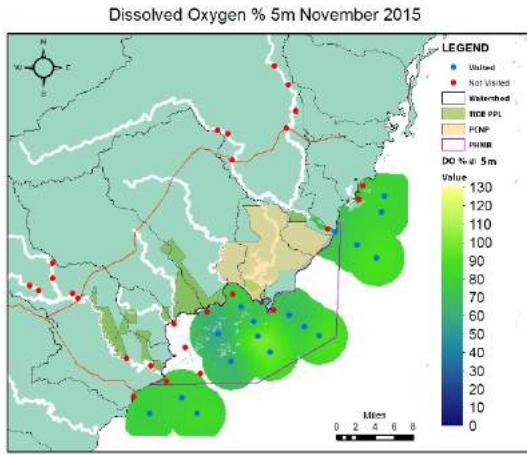 Dissolved Oxygen % 5m November 2015
N
W
E
S
LEGEND
Visited
Not Visited
Watershed
TIDE PPL
PCNP
PHMR
DO % @ 5m
Value
130
120
110
100
90
80
70
60
50
40
30
20
10
0
Miles
0 1 2 4 6 8